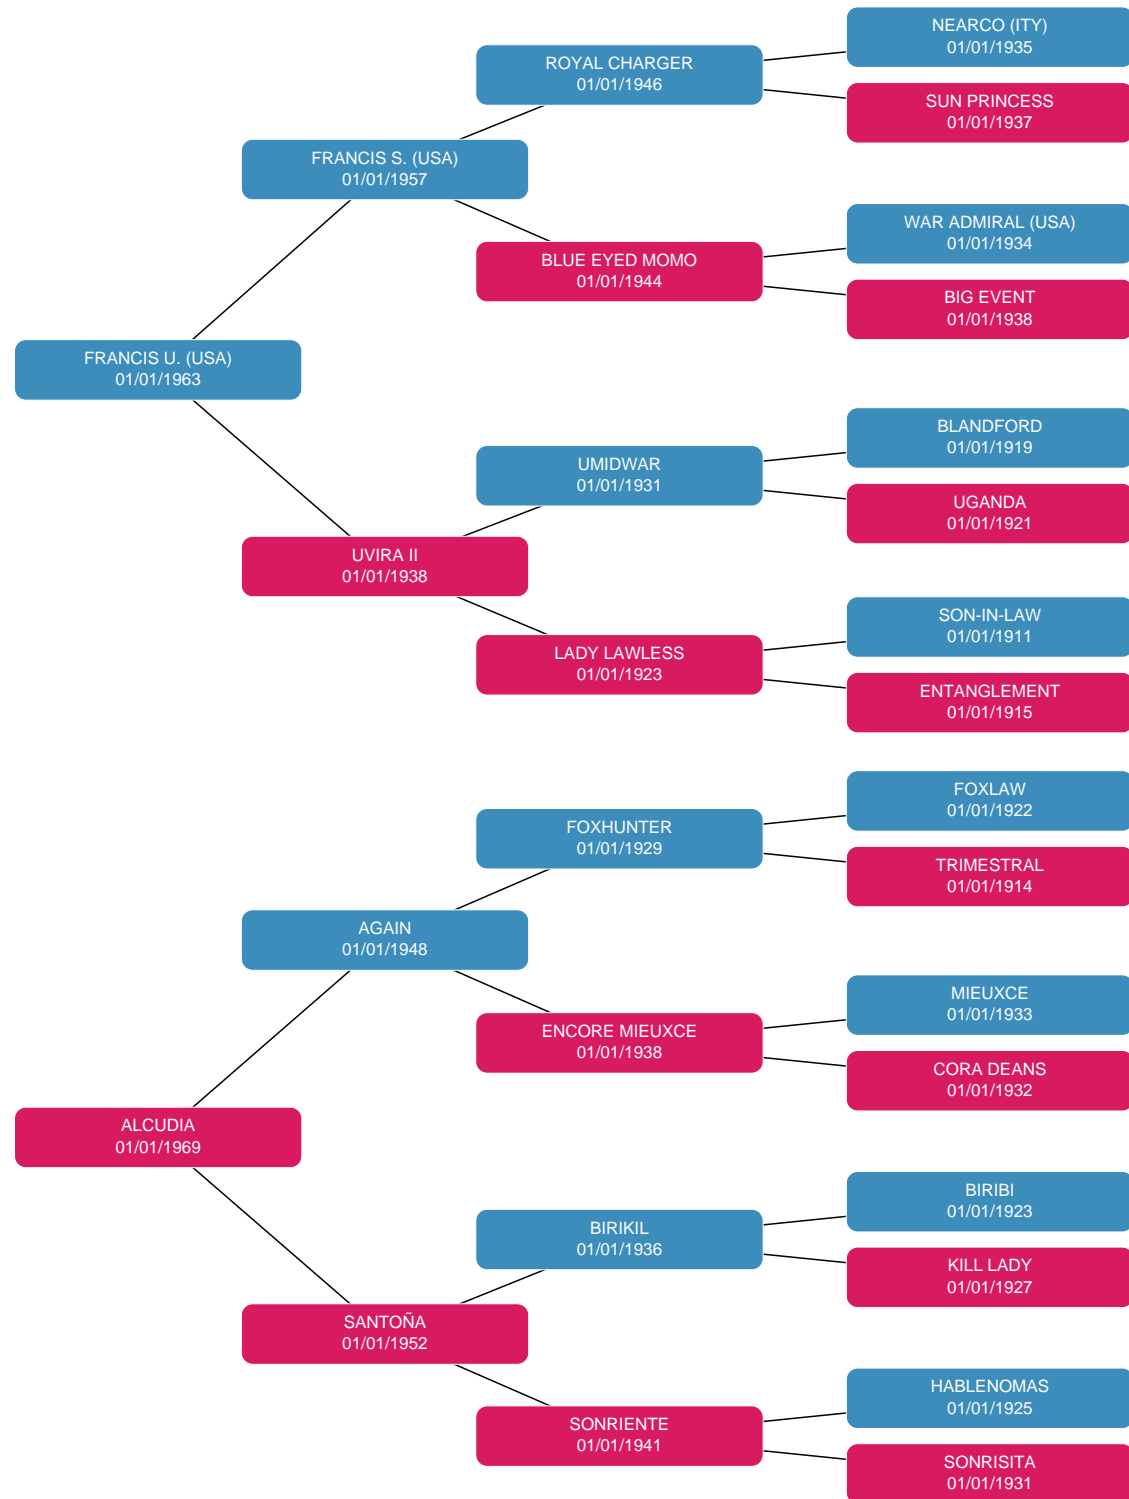 NEARCO (ITY)
01/01/1935
ROYAL CHARGER
01/01/1946
SUN PRINCESS
01/01/1937
FRANCIS S. (USA)
01/01/1957
WAR ADMIRAL (USA)
01/01/1934
BLUE EYED MOMO
01/01/1944
BIG EVENT
01/01/1938
FRANCIS U. (USA)
01/01/1963
BLANDFORD
01/01/1919
UMIDWAR
01/01/1931
UGANDA
01/01/1921
UVIRA II
01/01/1938
SON-IN-LAW
01/01/1911
LADY LAWLESS
01/01/1923
ENTANGLEMENT
01/01/1915
FOXLAW
01/01/1922
FOXHUNTER
01/01/1929
TRIMESTRAL
01/01/1914
AGAIN
01/01/1948
MIEUXCE
01/01/1933
ENCORE MIEUXCE
01/01/1938
CORA DEANS
01/01/1932
ALCUDIA
01/01/1969
BIRIBI
01/01/1923
BIRIKIL
01/01/1936
KILL LADY
01/01/1927
SANTOÑA
01/01/1952
HABLENOMAS
01/01/1925
SONRIENTE
01/01/1941
SONRISITA
01/01/1931